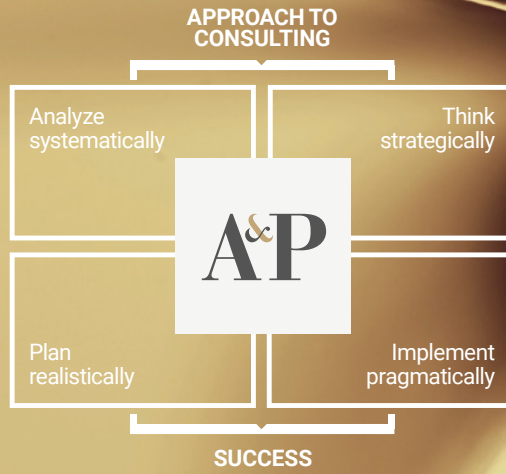 APPROACH TO
CONSULTING
Analyze
systematically
Think
strategically
A&P
Plan
realistically
Implement
pragmatically
SUCCESS